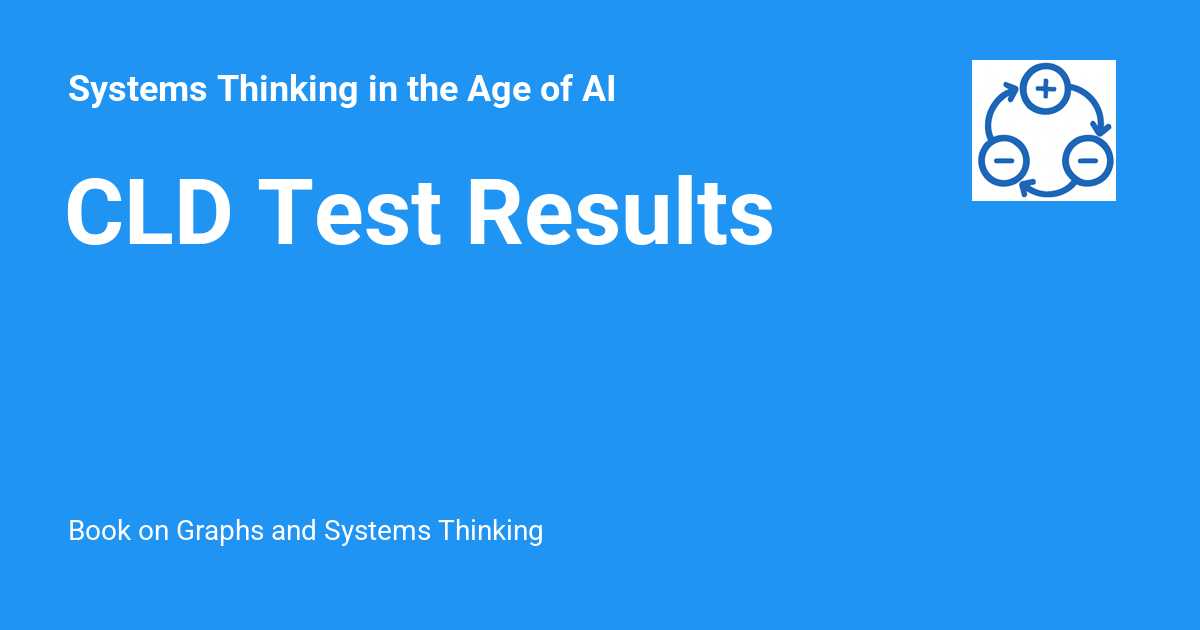 Systems Thinking in the Age of AI
CLD Test Results
Book on Graphs and Systems Thinking